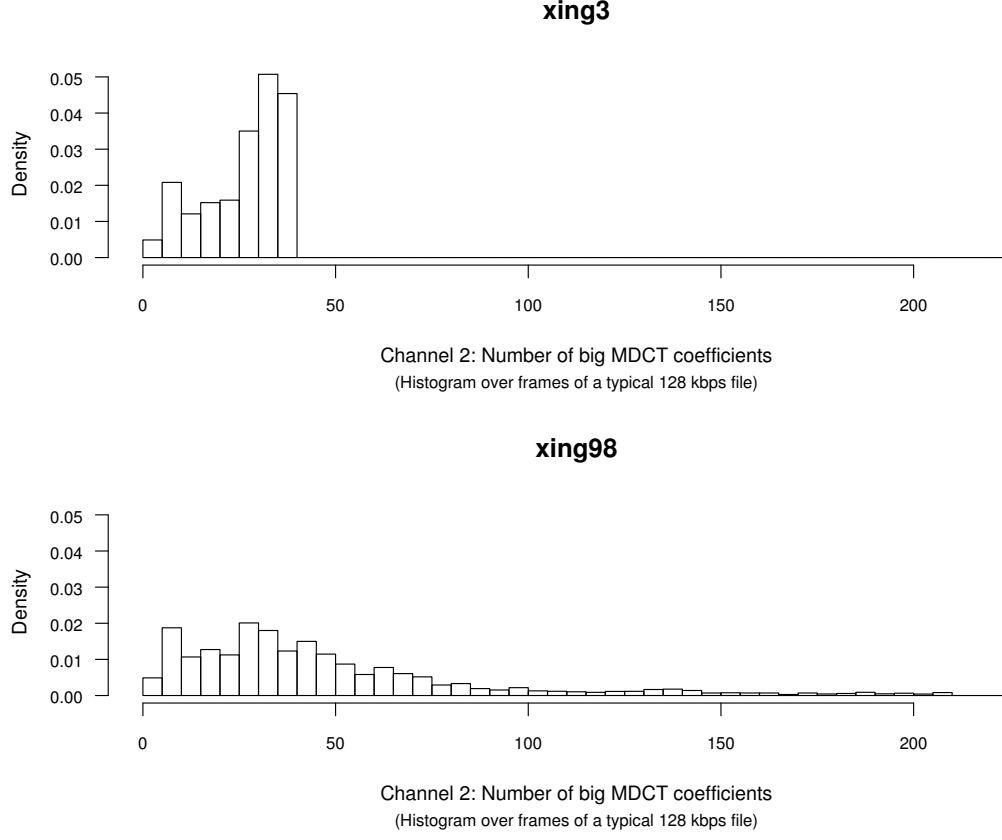 xing3
Density
0.05
0.04
0.03
0.02
0.01
0.00
0 50 100 150 200
Channel 2: Number of big MDCT coefficients
(Histogram over frames of a typical 128 kbps file)
xing98
Density
0.05
0.04
0.03
0.02
0.01
0.00
0 50 100 150 200
Channel 2: Number of big MDCT coefficients
(Histogram over frames of a typical 128 kbps file)